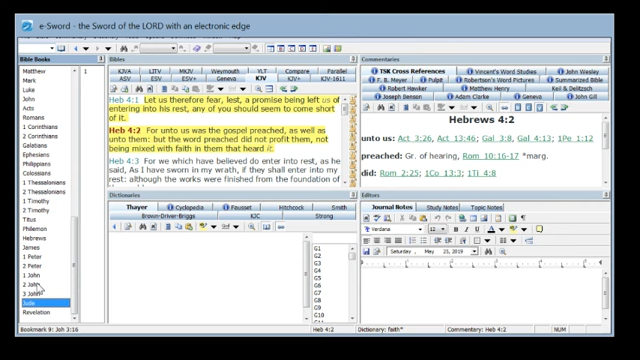 e-Sword - the Sword of the LORD with an electronic edge
Bible Books
Matthew
Mark
Luke
John
Acts
Romans
1 Corinthians
2 Corinthians
Galatians
Ephesians
Philippians
Colossians
1 Thessalonians
2 Thessalonians
1 Timothy
2 Timothy
Titus
Philemon
Hebrews
James
1 Peter
2 Peter
1 John
2 John
3 John
Jude
Revelation
1
Bibles
KJVA LITV MKJV Weymouth YLT Compare Parallel
ASV ESV ESV+ Geneva KJV KJV+ KJV-1611
Heb 4:1 Let us therefore fear, lest, a promise being left us of
entering into his rest, any of you should seem to come short
of it.
Heb 4:2 For unto us was the gospel preached, as well as
unto them: but the word preached did not profit them, not
being mixed with faith in them that heard it.
Heb 4:3 For we which have believed do enter into rest, as he
said, As I have sworn in my wrath, if they shall enter into my
rest: although the works were finished from the foundation of
Commentaries
TSK Cross References Vincent's Word Studies John Wesley
F. B. Meyer Pulpit Robertson's Word Pictures Summarized Bible
Robert Hawker Matthew Henry Keil & Delitzsch
Joseph Benson Adam Clarke Geneva John Gill
Hebrews 4:2
unto us: Act 3:26, Act 13:46; Gal 3:8, Gal 4:13; 1Pe 1:12
preached: Gr. of hearing, Rom 10:16-17 *marg.
did: Rom 2:25; 1Co 13:3; 1Ti 4:8
Dictionaries
Thayer Cyclopedia Fausset Hitchcock Smith
Brown-Driver-Briggs KJC Strong
G1
G2
G3
G4
G5
G6
G7
G8
G9
G10
Editors
Journal Notes Study Notes Topic Notes
Verdana 12
Saturday , May 25, 2019
Bookmark 9: Joh 3:16 Heb 4:2 Dictionary: faith* Commentary: Heb 4:2 NUM